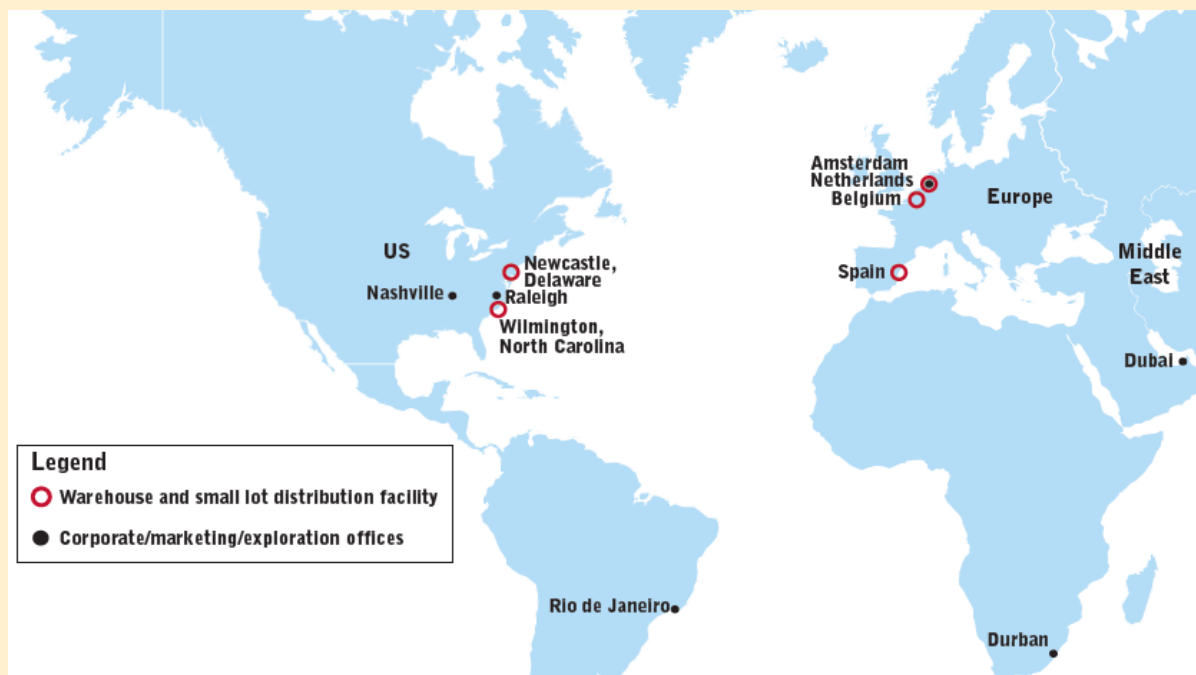 Amsterdam
Netherlands
Belgium
Europe
US
Newcastle,
Delaware
Spain
Middle
East
Nashville
Raleigh
Wilmington,
North Carolina
Dubai
Legend
Warehouse and small lot distribution facility
Corporate/marketing/exploration offices
Rio de Janeiro
Durban